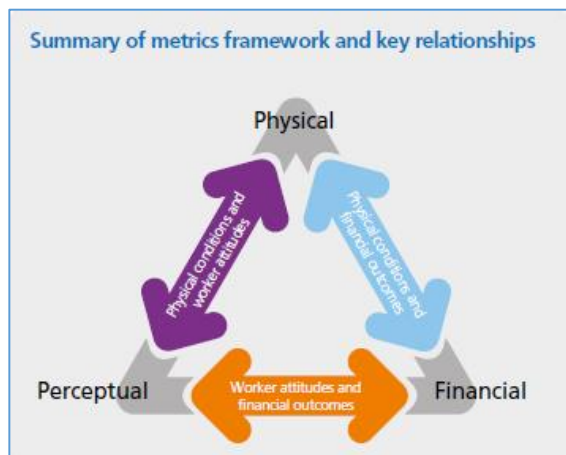 Summary of metrics framework and key relationships
Physical
Physical conditions and
worker attitudes
Physical conditions and
financial outcomes
Perceptual
Worker attitudes and
financial outcomes
Financial